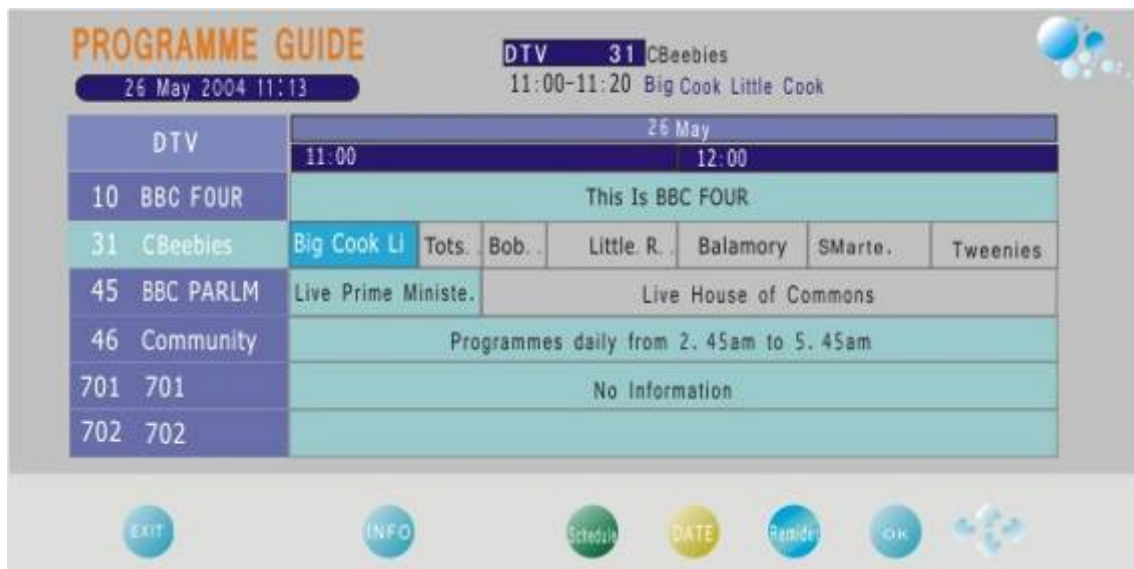 PROGRAMME GUIDE
26 May 2004 11:13
DTV 31 CBeebies
11:00-11:20 Big Cook Little Cook
DTV
26 May
11:00 12:00
10 BBC FOUR This Is BBC FOUR
31 CBeebies Big Cook Li Tots. . Bob. . Little. R. . Balamory SMarte. Tweenies
45 BBC PARLM Live Prime Ministe. Live House of Commons
46 Community Programmes daily from 2. 45am to 5. 45am
701 701 No Information
702 702
EXIT INFO Schedule DATE Remider OK